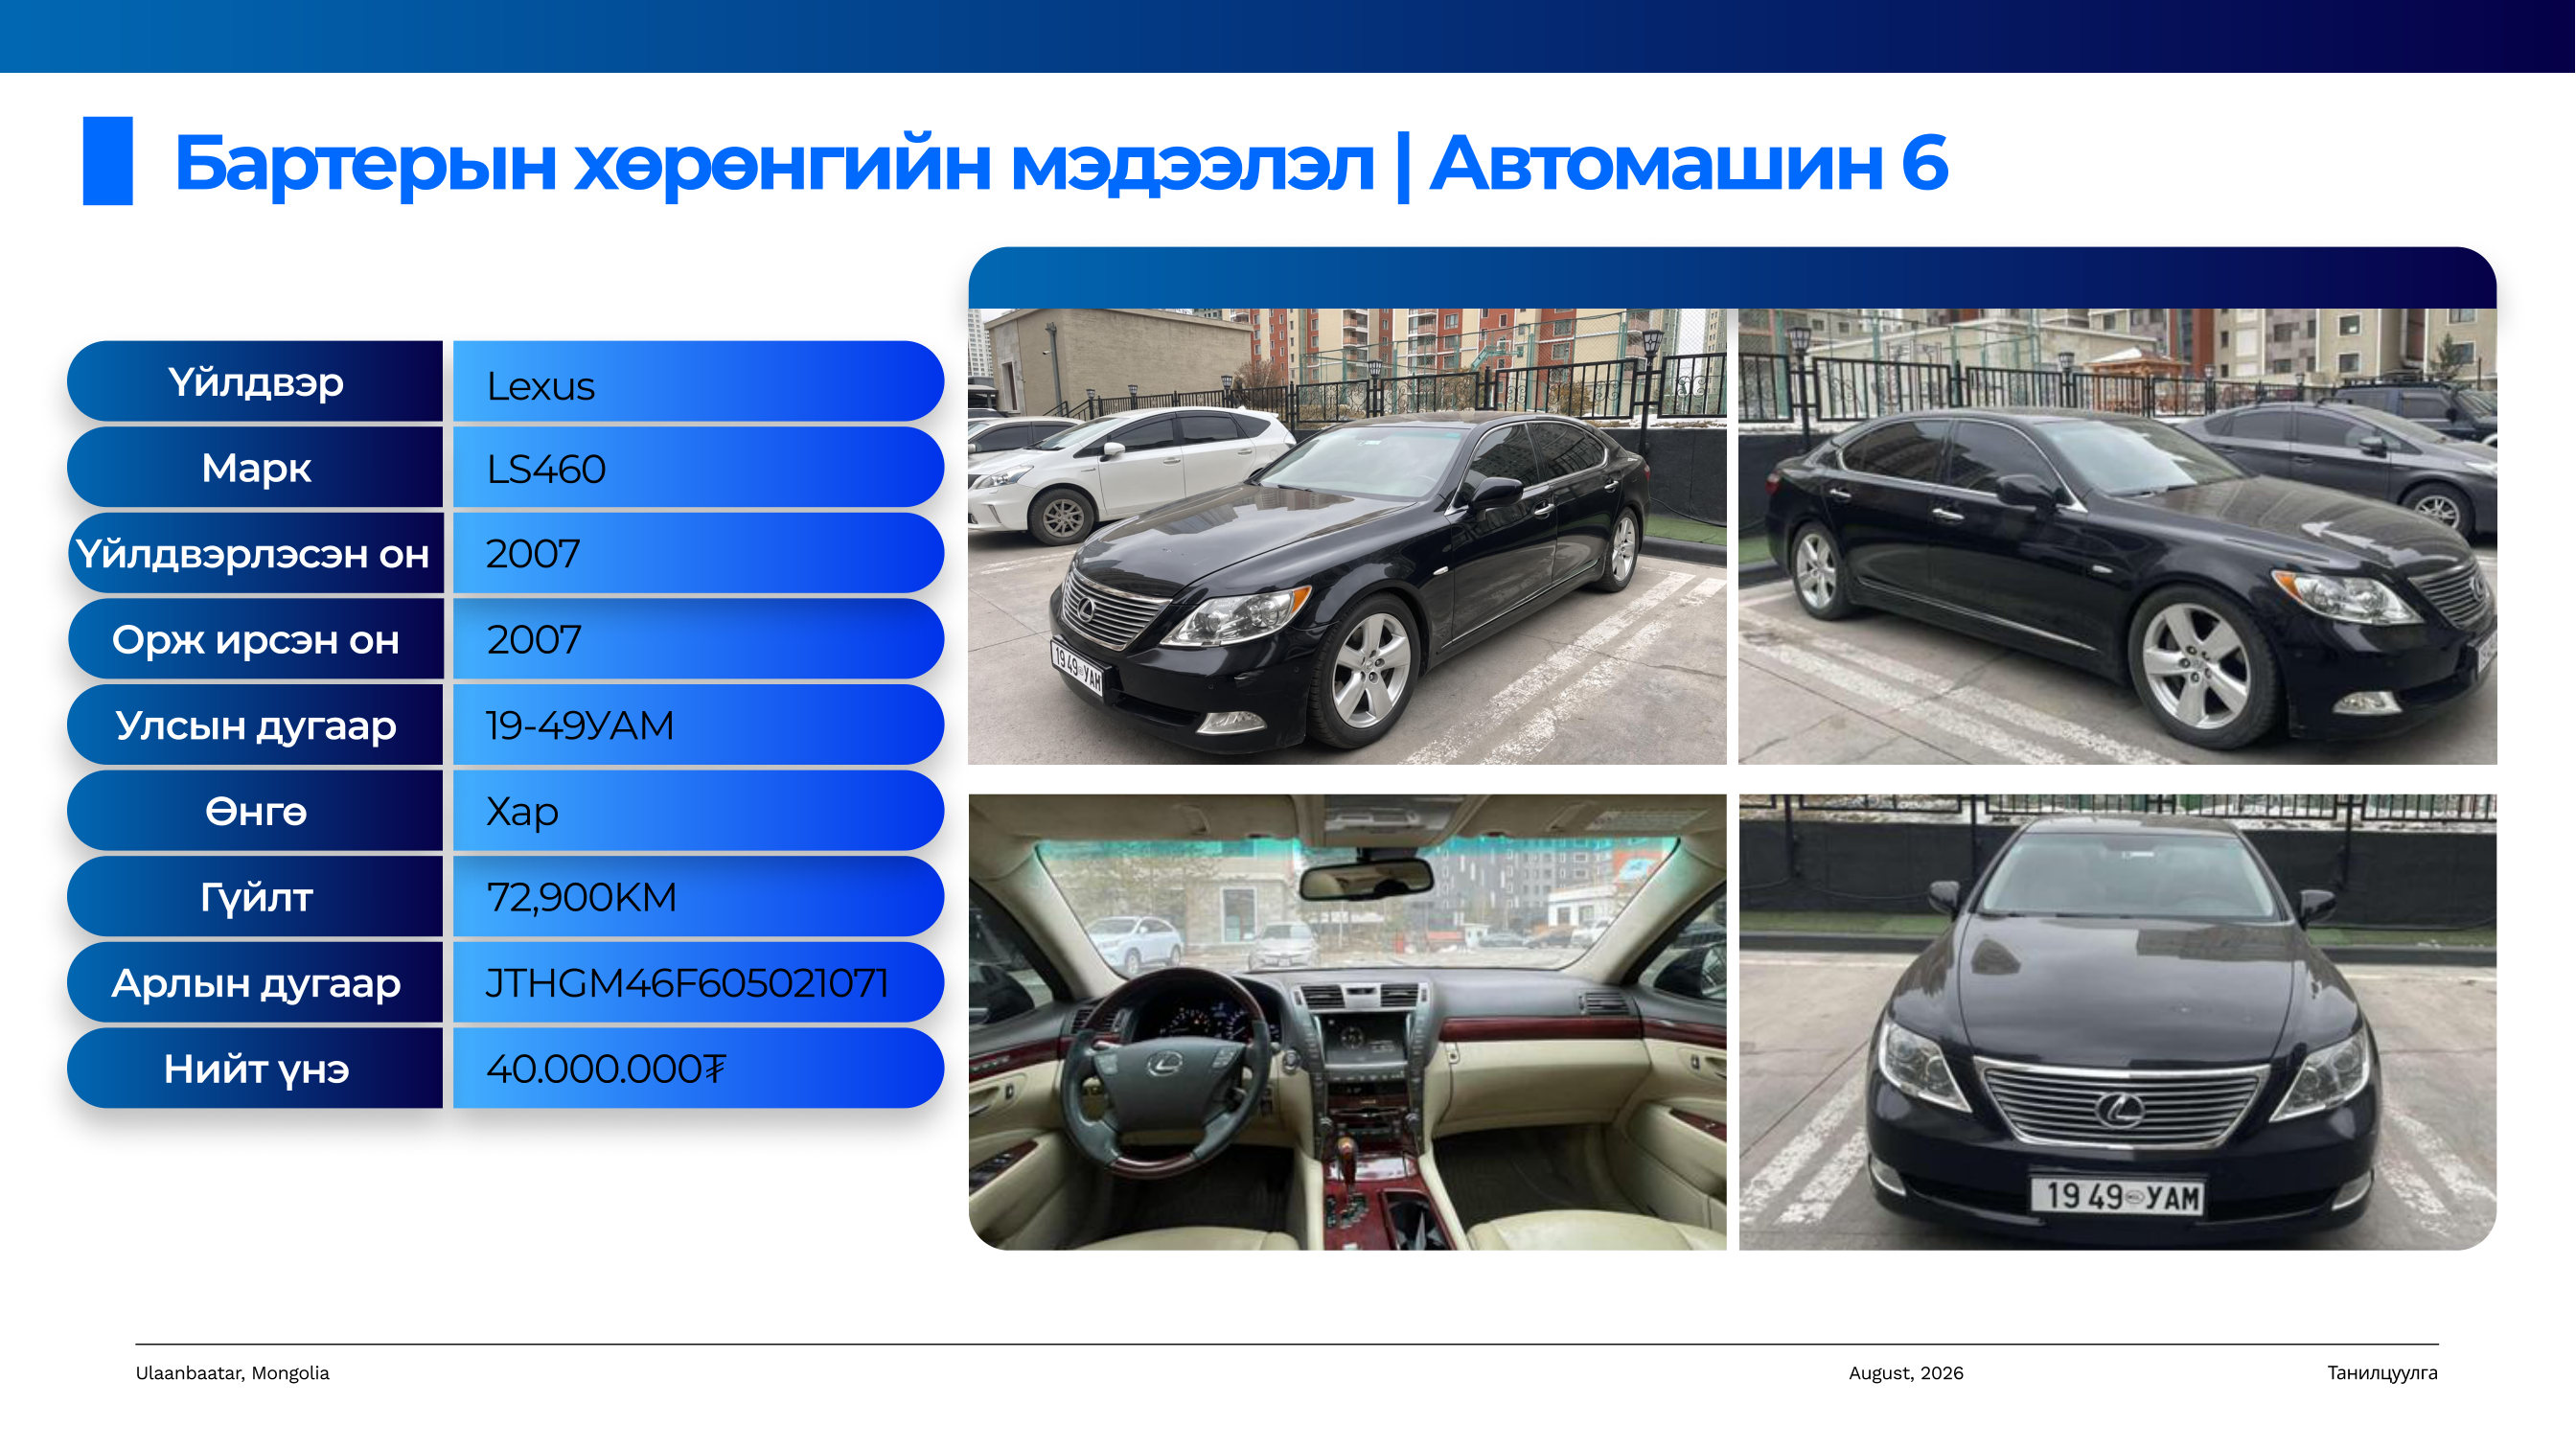 Бартерын хөрөнгийн мэдээлэл | Автомашин 6
Үйлдвэр Lexus
Марк LS460
Үйлдвэрлэсэн он 2007
Орж ирсэн он 2007
Улсын дугаар 19-49УАМ
Өнгө Хар
Гүйлт 72,900KM
Арлын дугаар JTHGM46F605021071
Нийт үнэ 40.000.000₮
1949 УАМ
19 49 УАМ
Ulaanbaatar, Mongolia August, 2026 Танилцуулга